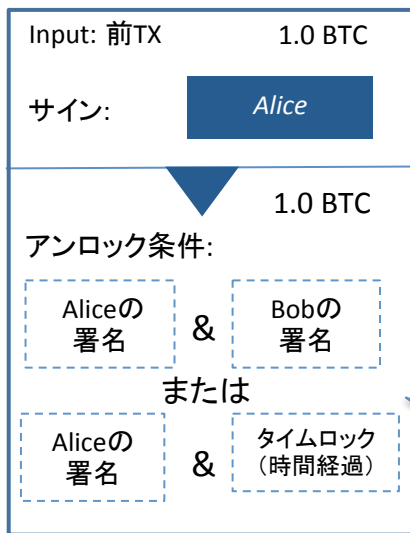 Input: 前TX 1.0 BTC
サイン: Alice
1.0 BTC
アンロック条件:
Aliceの
署名
&
Bobの
署名
または
Aliceの
署名
&
タイムロック
（時間経過）